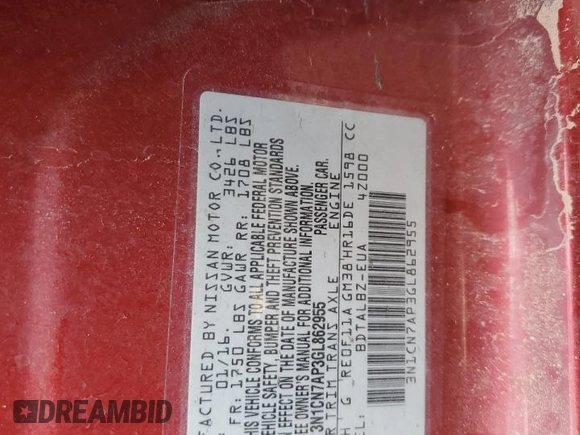 FACTURED BY NISSAN MOTOR CO.,LTD.
01/16. GVWR: 3426 LBS
FR: 1750 LBS GAWR RR: 1708 LBS
THIS VEHICLE CONFORMS TO ALL APPLICABLE FEDERAL MOTOR
VEHICLE SAFETY, BUMPER AND THEFT PREVENTION STANDARDS
EFFECT ON THE DATE OF MANUFACTURE SHOWN ABOVE.
EE OWNER'S MANUAL FOR ADDITIONAL INFORMATION.
3N1CN7AP3GL862955 PASSENGER CAR.
TRIM TRANS AXLE ENGINE
H G RE0F11A GM38 HR16DE 1598 CC
EL: BDTALBZ-EUA 4Z000
3N1CN7AP3GL862955
DREAMBID